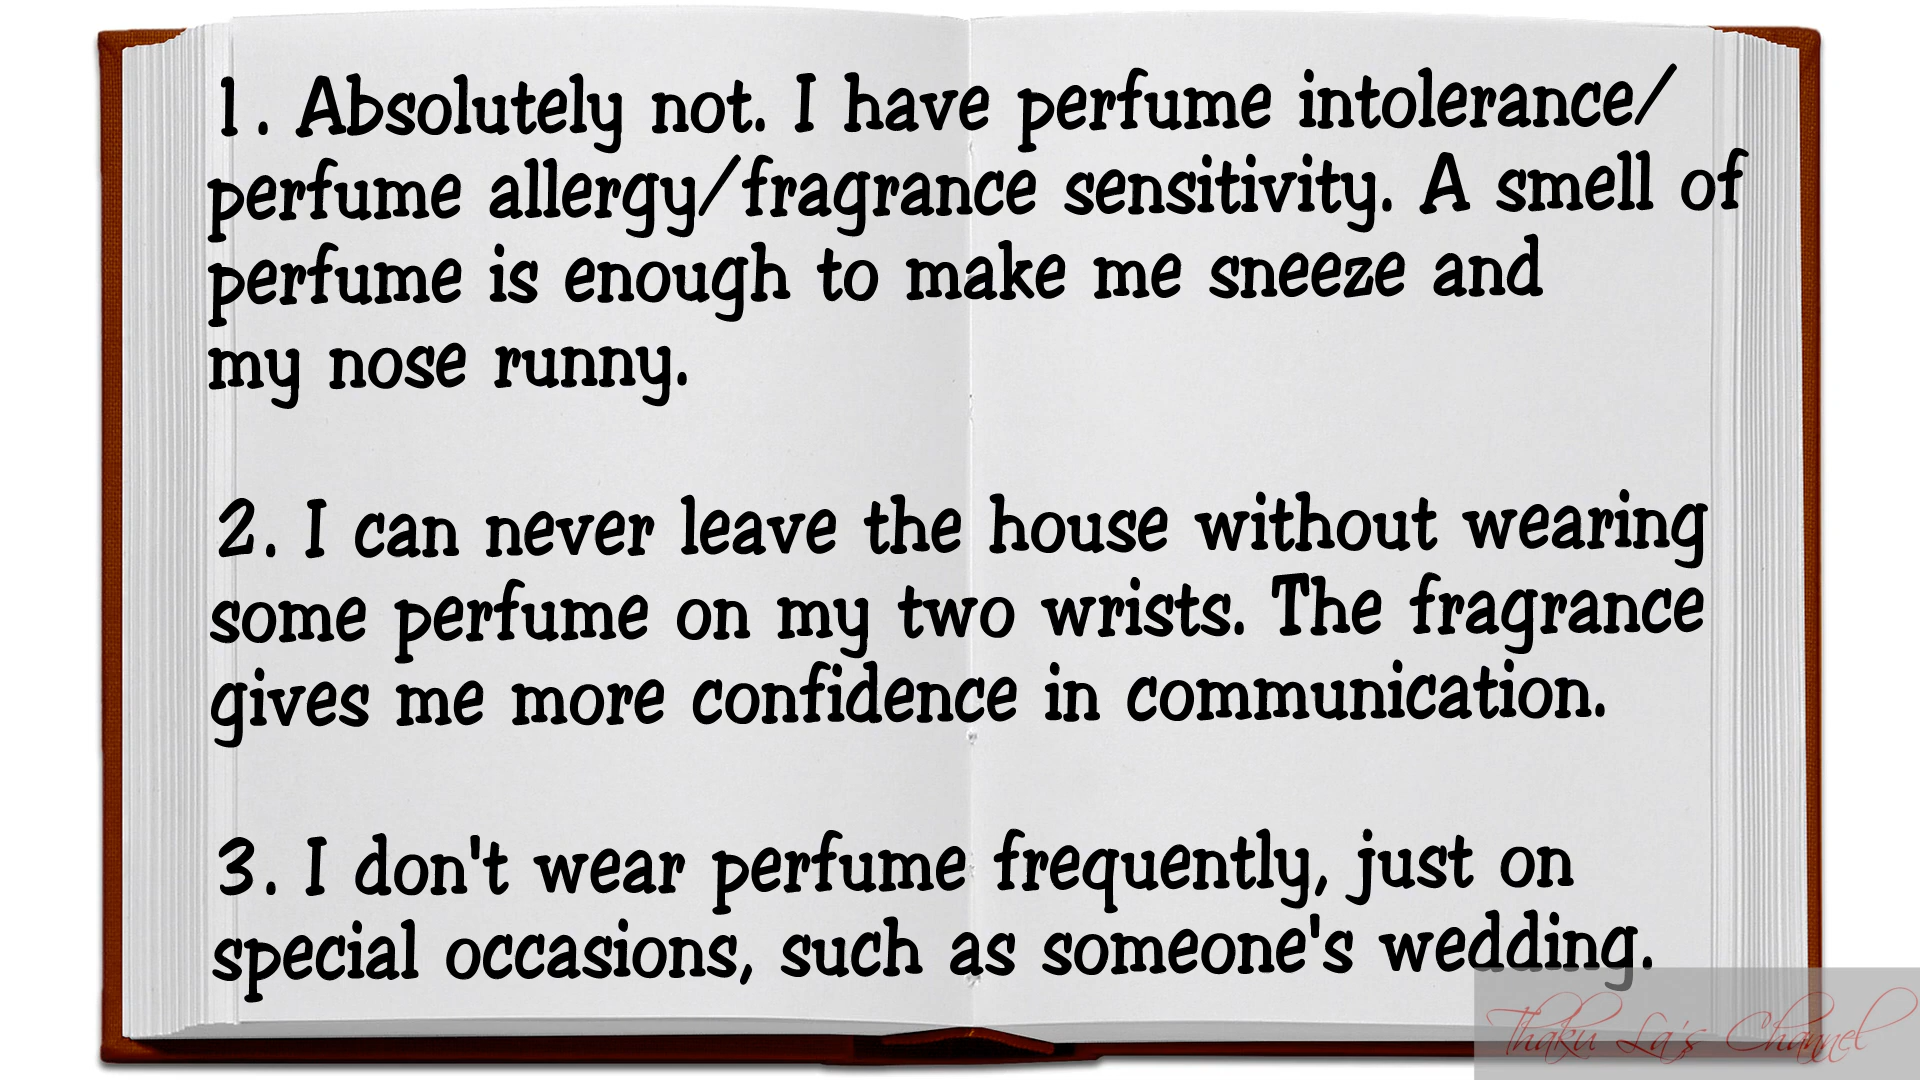 1. Absolutely not. I have perfume intolerance/
perfume allergy/fragrance sensitivity. A smell of
perfume is enough to make me sneeze and
my nose runny.
2. I can never leave the house without wearing
some perfume on my two wrists. The fragrance
gives me more confidence in communication.
3. I don't wear perfume frequently, just on
special occasions, such as someone's wedding.
Thaku La's Channel